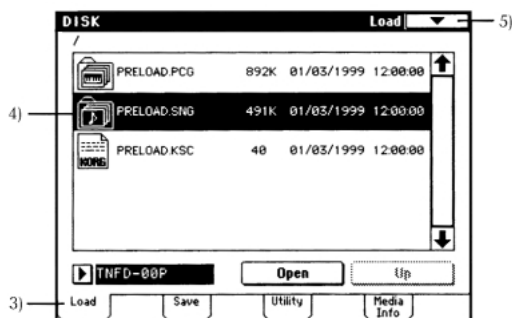 DISK Load
5)
/
PRELOAD.PCG 892K 01/03/1999 12:00:00
4)
PRELOAD.SNG 491K 01/03/1999 12:00:00
KORG
PRELOAD.KSC 40 01/03/1999 12:00:00
TNFD-00P Open Up
3)
Load Save Utility Media Info